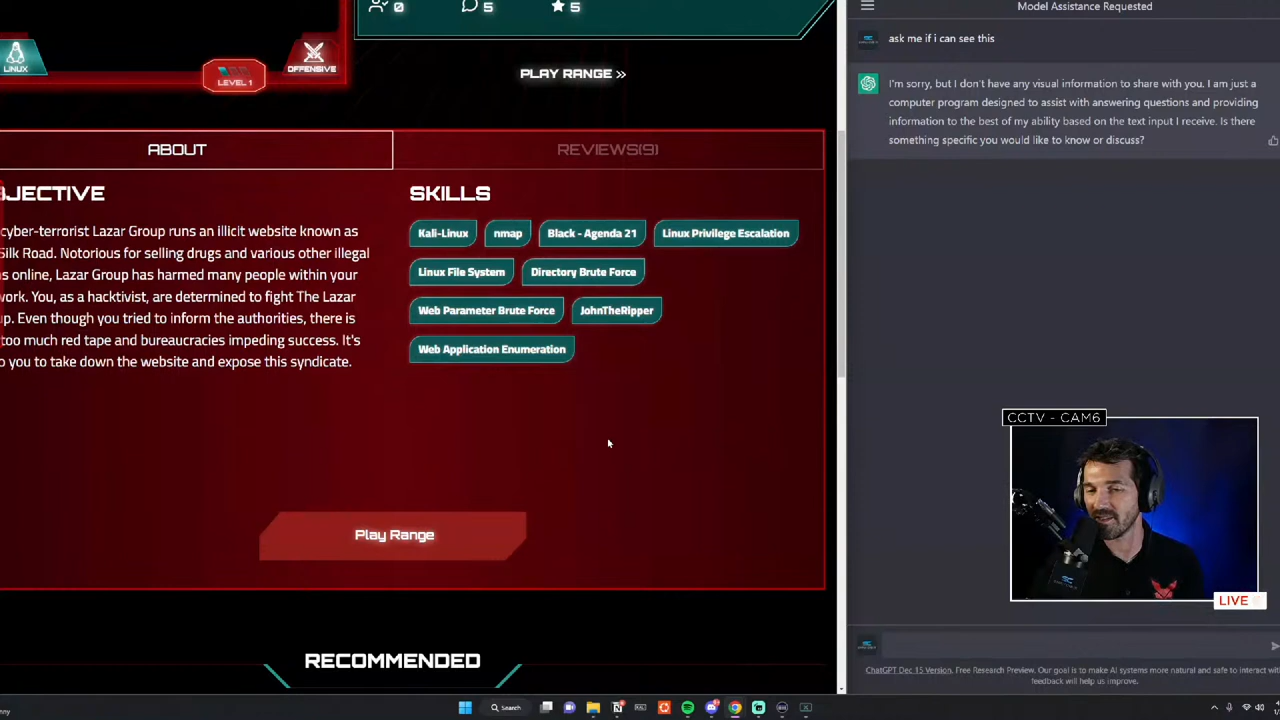 0 5 5
LINUX
OFFENSIVE
LEVEL 1
PLAY RANGE »
ABOUT
REVIEWS(9)
BJECTIVE
cyber-terrorist Lazar Group runs an illicit website known as
Silk Road. Notorious for selling drugs and various other illegal
s online, Lazar Group has harmed many people within your
work. You, as a hacktivist, are determined to fight The Lazar
up. Even though you tried to inform the authorities, there is
too much red tape and bureaucracies impeding success. It's
o you to take down the website and expose this syndicate.
SKILLS
Kali-Linux nmap Black - Agenda 21 Linux Privilege Escalation
Linux File System Directory Brute Force
Web Parameter Brute Force JohnTheRipper
Web Application Enumeration
Play Range
RECOMMENDED
Model Assistance Requested
ask me if i can see this
I'm sorry, but I don't have any visual information to share with you. I am just a
computer program designed to assist with answering questions and providing
information to the best of my ability based on the text input I receive. Is there
something specific you would like to know or discuss?
CCTV - CAM6
LIVE
ChatGPT Dec 15 Version. Free Research Preview. Our goal is to make AI systems more natural and safe to interact with
feedback will help us improve.
nny
Search